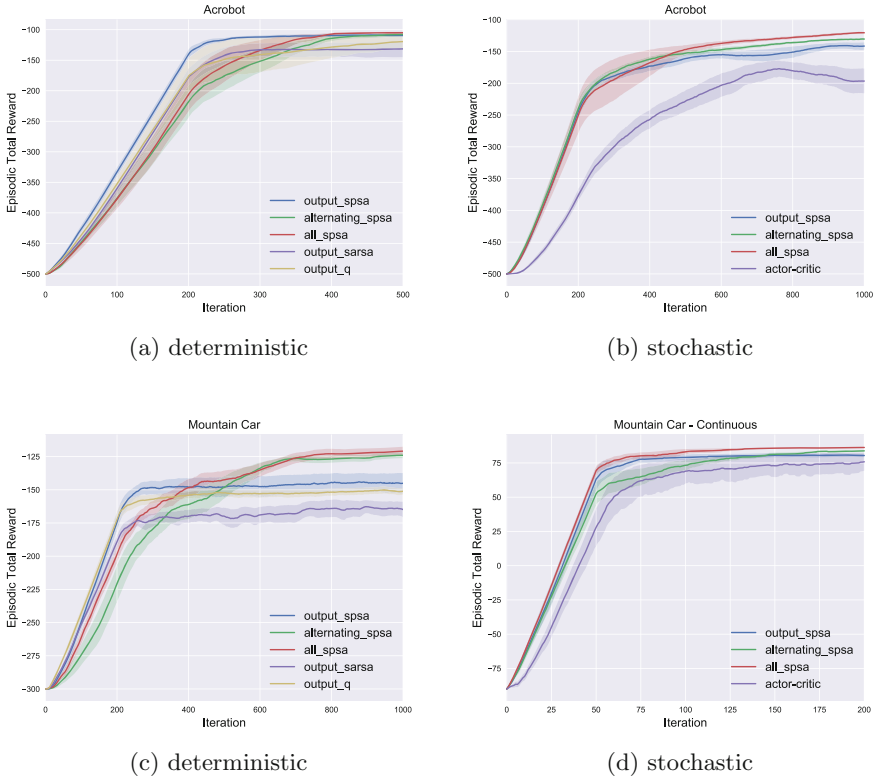 Acrobot
−100
−150
−200
−250
−300
−350
−400
−450
−500
Episodic Total Reward
output_spsa
alternating_spsa
all_spsa
output_sarsa
output_q
0 100 200 300 400 500
Iteration
(a) deterministic
Acrobot
−100
−150
−200
−250
−300
−350
−400
−450
−500
Episodic Total Reward
output_spsa
alternating_spsa
all_spsa
actor-critic
0 200 400 600 800 1000
Iteration
(b) stochastic
Mountain Car
−125
−150
−175
−200
−225
−250
−275
−300
Episodic Total Reward
output_spsa
alternating_spsa
all_spsa
output_sarsa
output_q
0 200 400 600 800 1000
Iteration
(c) deterministic
Mountain Car - Continuous
75
50
25
0
−25
−50
−75
Episodic Total Reward
output_spsa
alternating_spsa
all_spsa
actor-critic
0 25 50 75 100 125 150 175 200
Iteration
(d) stochastic